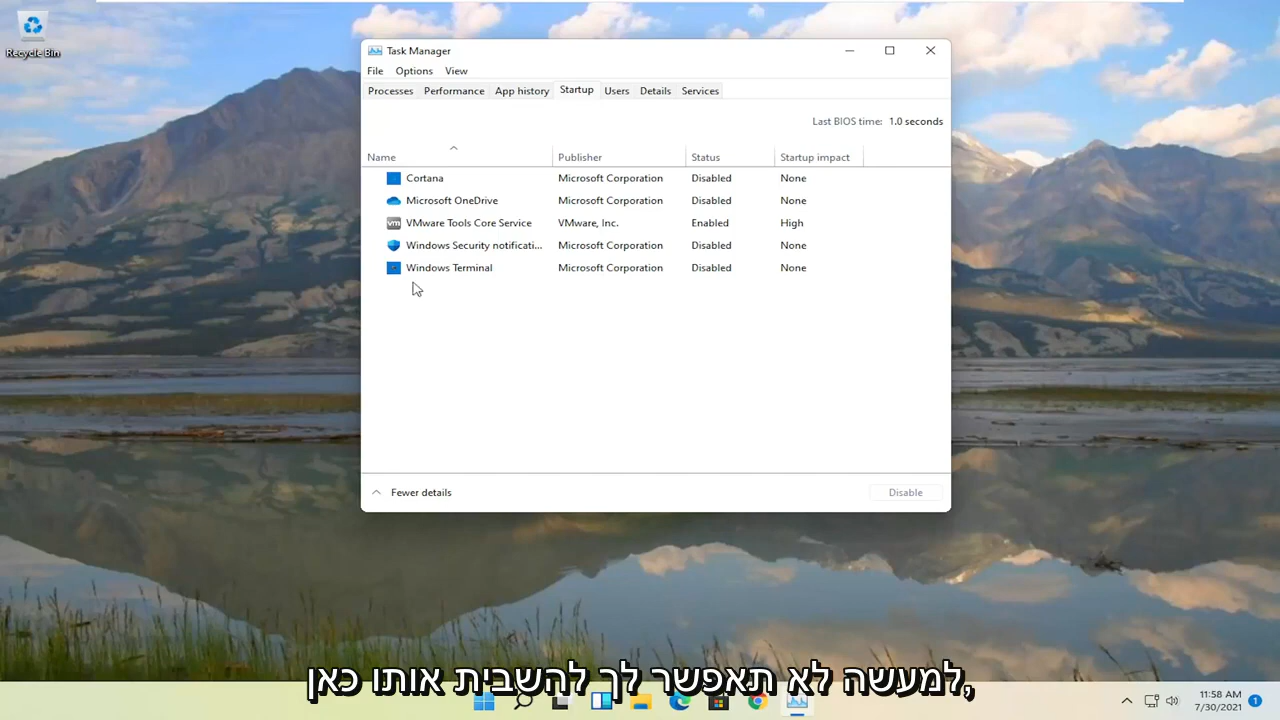 Recycle Bin
Task Manager
File Options View
Processes Performance App history Startup Users Details Services
Last BIOS time: 1.0 seconds
Name Publisher Status Startup impact
Cortana Microsoft Corporation Disabled None
Microsoft OneDrive Microsoft Corporation Disabled None
vm VMware Tools Core Service VMware, Inc. Enabled High
Windows Security notificati... Microsoft Corporation Disabled None
Windows Terminal Microsoft Corporation Disabled None
Fewer details Disable
למעשה לא תאפשר לך להשבית אותו כאן,
11:58 AM
7/30/2021
1